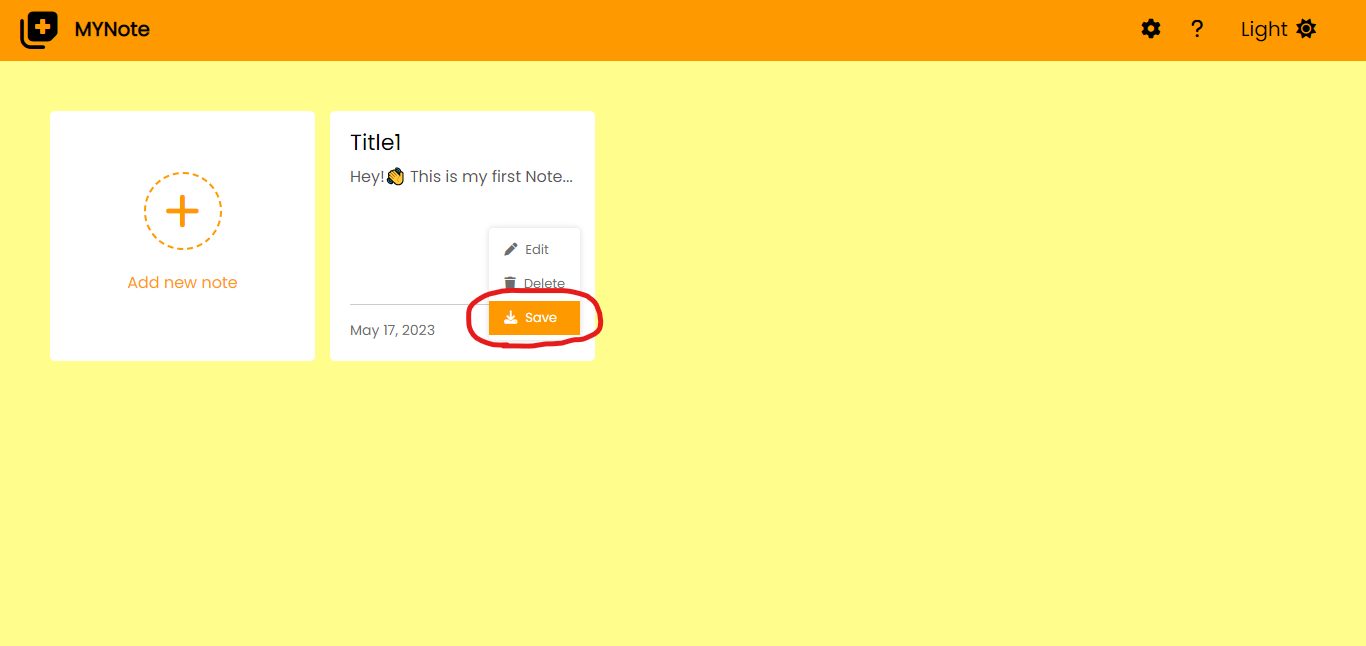 MYNote
? Light
Add new note
Title1
Hey!👋 This is my first Note...
Edit
Delete
Save
May 17, 2023